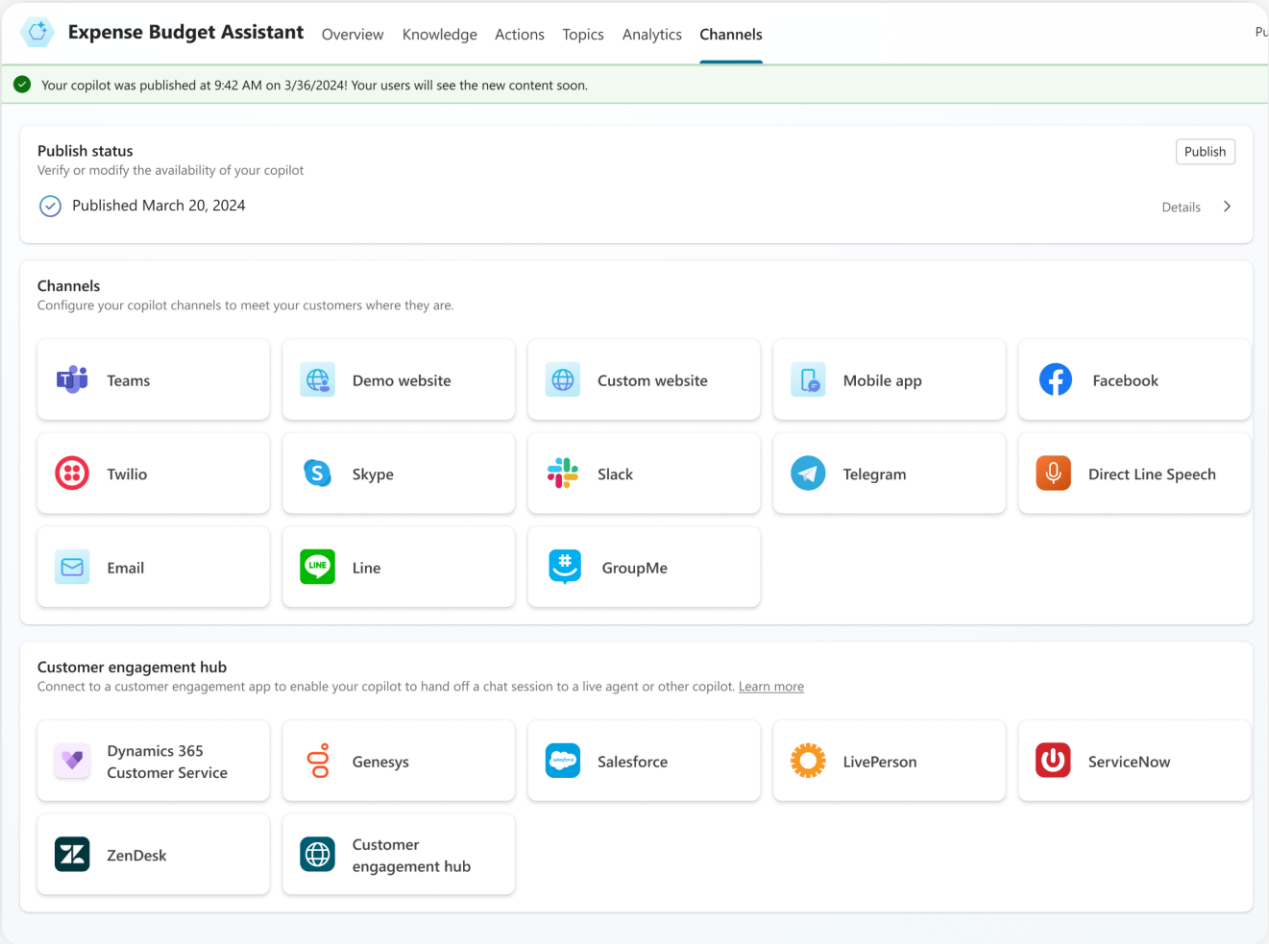 Expense Budget Assistant Overview Knowledge Actions Topics Analytics Channels
Your copilot was published at 9:42 AM on 3/36/2024! Your users will see the new content soon.
Publish status
Publish
Verify or modify the availability of your copilot
Published March 20, 2024
Details
Channels
Configure your copilot channels to meet your customers where they are.
Teams
Demo website
Custom website
Mobile app
Facebook
Twilio
Skype
Slack
Telegram
Direct Line Speech
Email
LINE
Line
GroupMe
Customer engagement hub
Connect to a customer engagement app to enable your copilot to hand off a chat session to a live agent or other copilot. Learn more
Dynamics 365
Customer Service
Genesys
salesforce
Salesforce
LivePerson
ServiceNow
ZenDesk
Customer
engagement hub